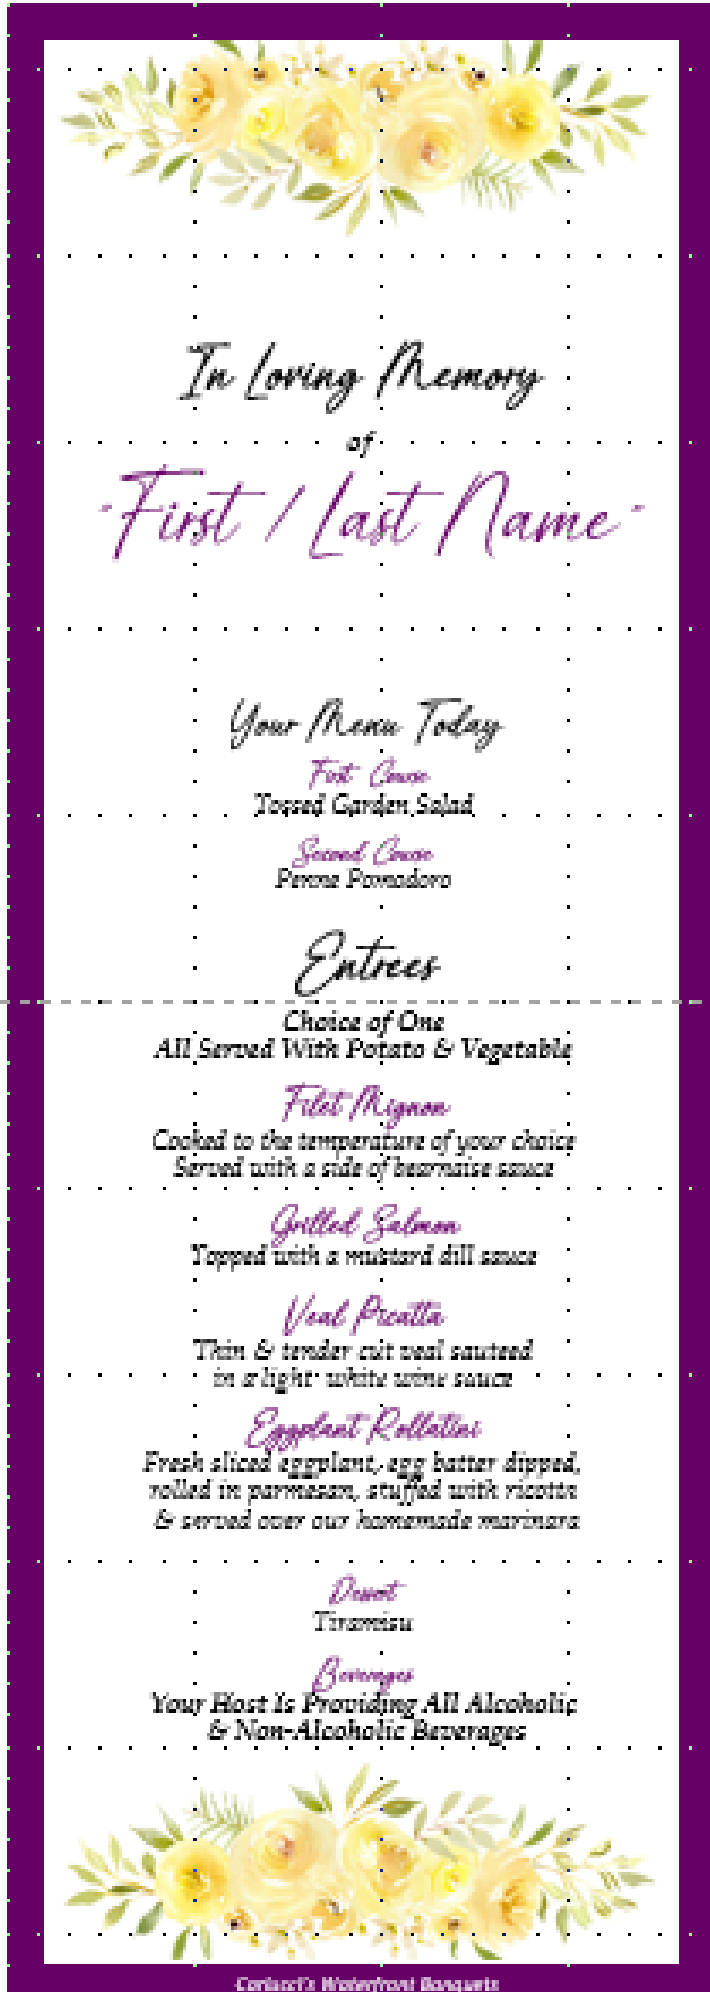 In Loving Memory
of
"First / Last Name"
Your Menu Today
First Course
Tossed Garden Salad
Second Course
Penne Pomadoro
Entrees
Choice of One
All Served With Potato & Vegetable
Filet Mignon
Cooked to the temperature of your choice
Served with a side of bearnaise sauce
Grilled Salmon
Topped with a mustard dill sauce
Veal Picatta
Thin & tender cut veal sauteed
in a light white wine sauce
Eggplant Rollatini
Fresh sliced eggplant, egg batter dipped,
rolled in parmesan, stuffed with ricotta
& served over our homemade marinara
Dessert
Tiramisu
Beverages
Your Host Is Providing All Alcoholic
& Non-Alcoholic Beverages
Carlucci's Waterfront Banquets